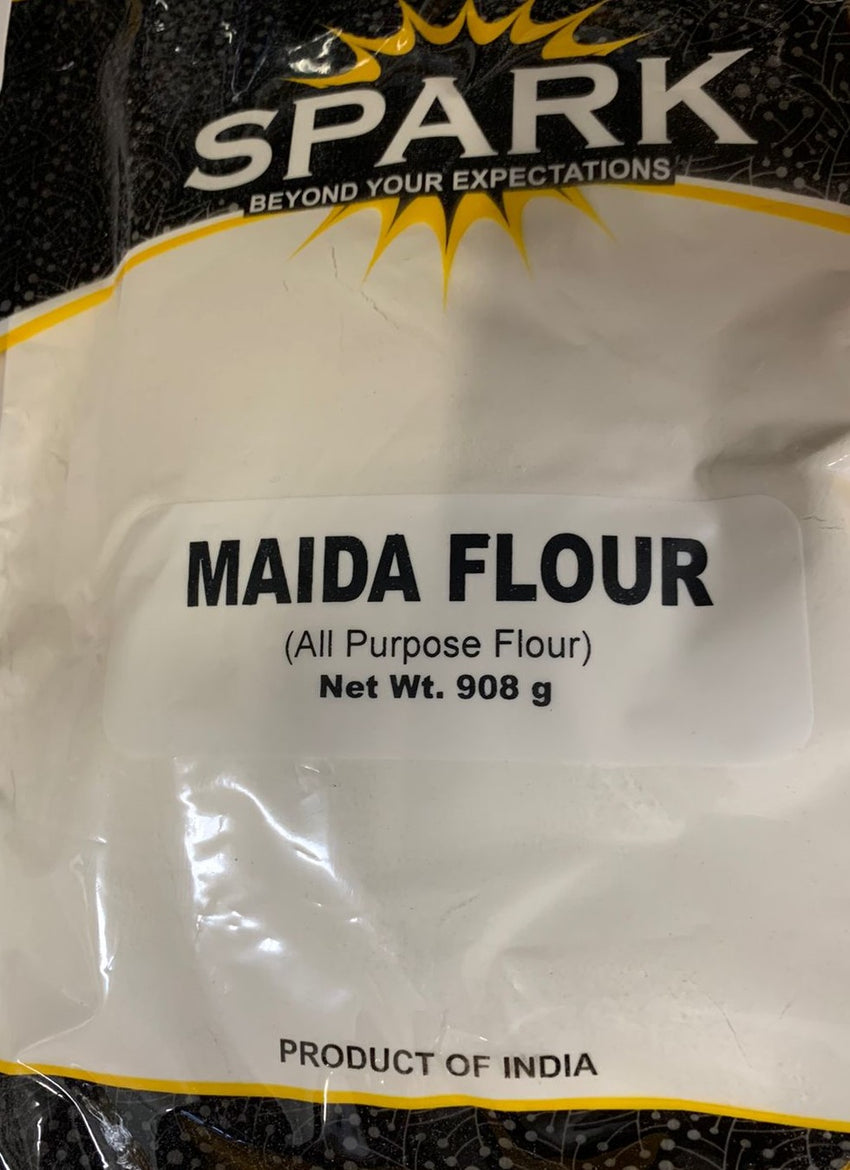 SPARK
BEYOND YOUR EXPECTATIONS
MAIDA FLOUR
(All Purpose Flour)
Net Wt. 908 g
PRODUCT OF INDIA